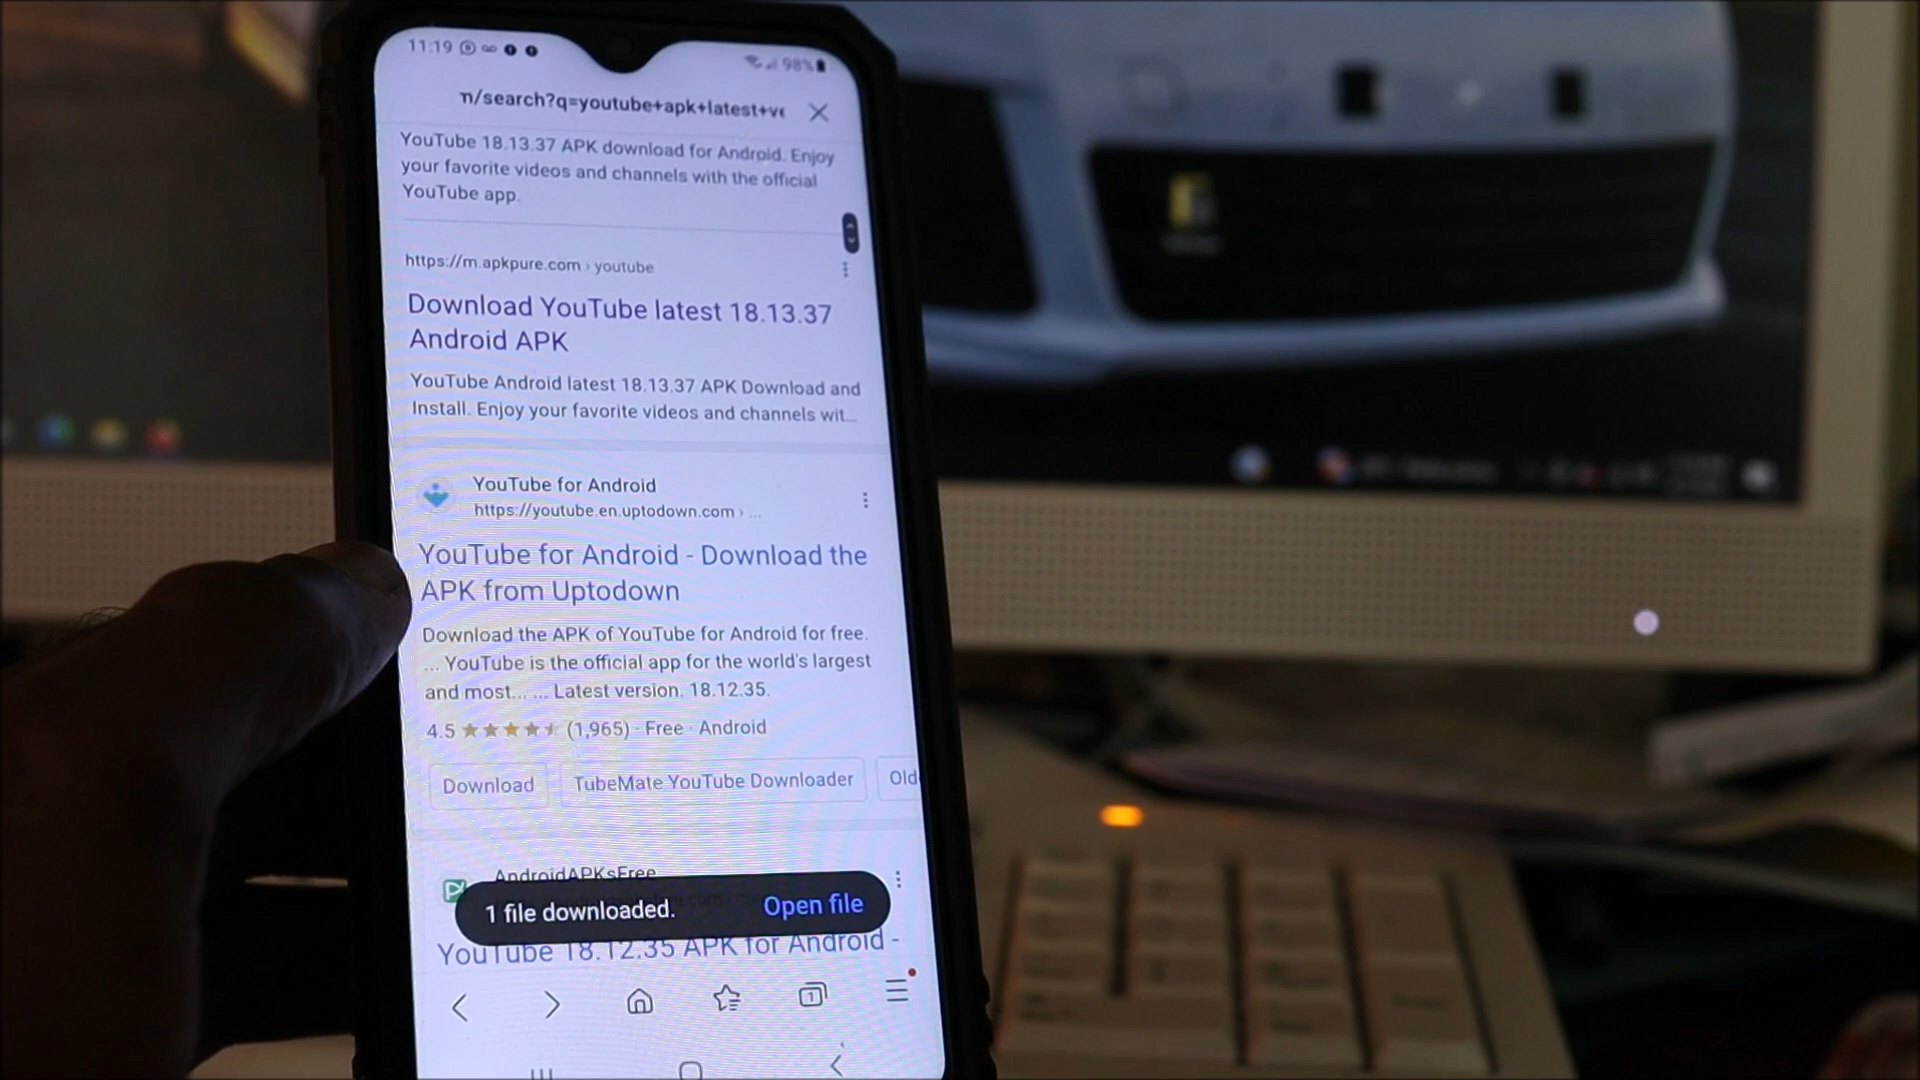 11:19
98%
n/search?q=youtube+apk+latest+ve
YouTube 18.13.37 APK download for Android. Enjoy
your favorite videos and channels with the official
YouTube app.
https://m.apkpure.com › youtube
Download YouTube latest 18.13.37
Android APK
YouTube Android latest 18.13.37 APK Download and
Install. Enjoy your favorite videos and channels wit...
YouTube for Android
https://youtube.en.uptodown.com › ...
YouTube for Android - Download the
APK from Uptodown
Download the APK of YouTube for Android for free.
... YouTube is the official app for the world's largest
and most... ... Latest version. 18.12.35.
4.5 ★★★★★ (1,965) · Free · Android
Download TubeMate YouTube Downloader Old
AndroidAPKsFree
1 file downloaded. Open file
YouTube 18.12.35 APK for Android -
1